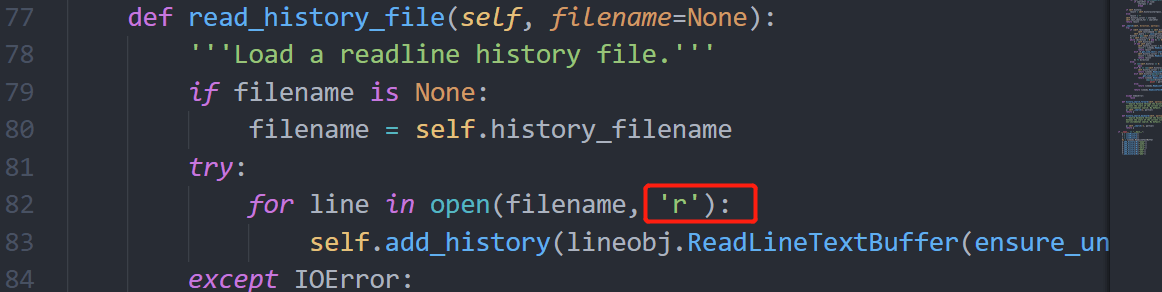 77 def read_history_file(self, filename=None):
78 '''Load a readline history file.'''
79 if filename is None:
80 filename = self.history_filename
81 try:
82 for line in open(filename, 'r'):
83 self.add_history(lineobj.ReadLineTextBuffer(ensure_un
84 except IOError: